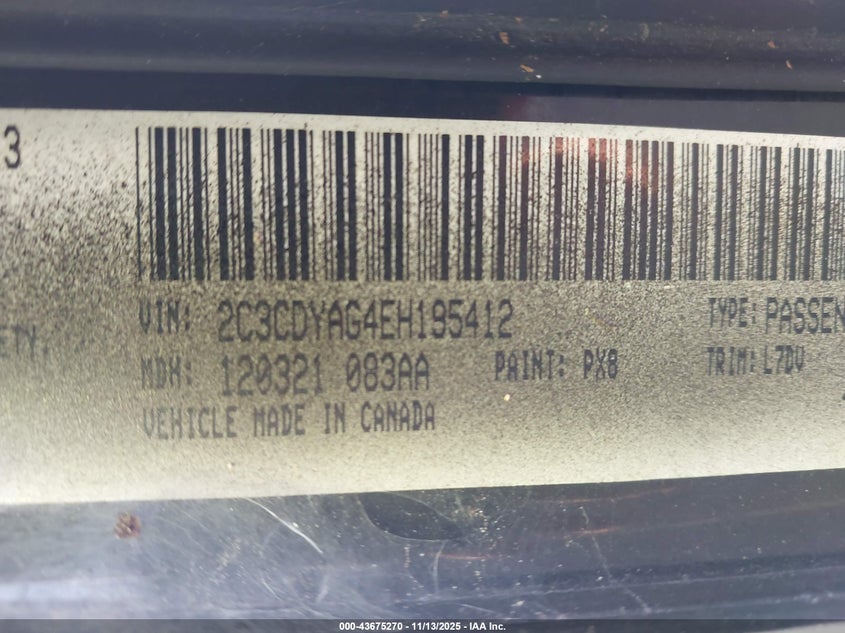 3
VIN: 2C3CDYAG4EH195412 TYPE: PASSEN
ETY.
MDH: 120321 083AA PAINT: PX8 TRIM: L7DV
VEHICLE MADE IN CANADA
000-43675270 - 11/13/2025 - IAA Inc.